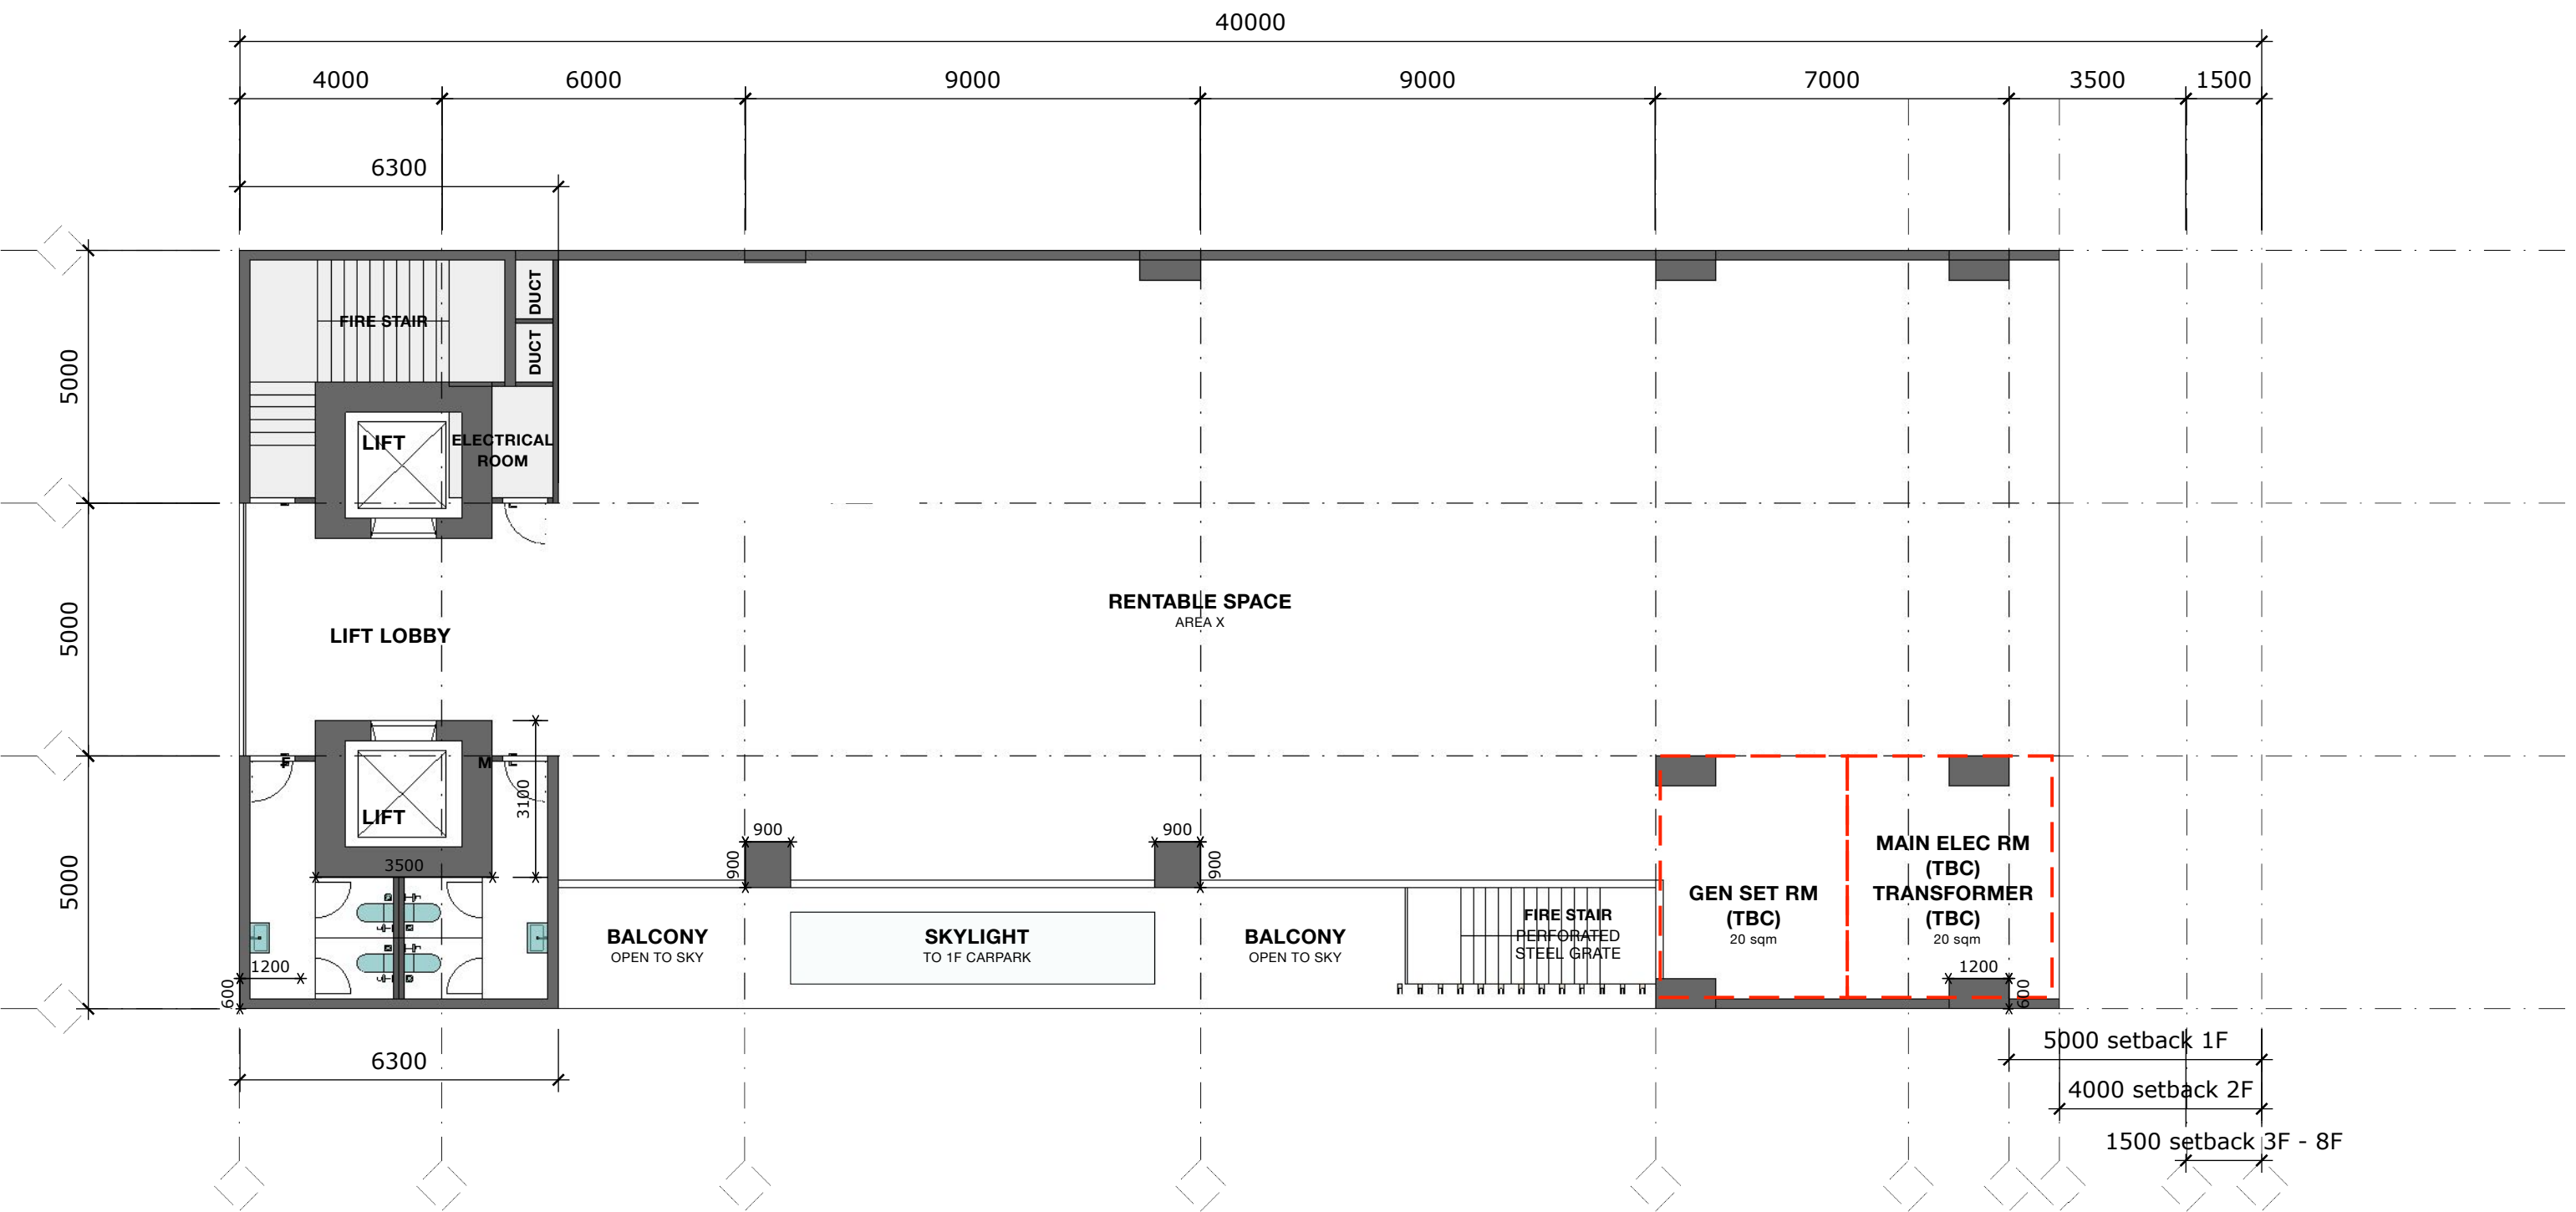 40000
4000
6000
9000
9000
7000
3500
1500
6300
DUCT
FIRE STAIR
DUCT
5000
LIFT
ELECTRICAL
ROOM
RENTABLE SPACE
AREA X
5000
LIFT LOBBY
M
3100
LIFT
900
900
900
900
3500
5000
MAIN ELEC RM
(TBC)
TRANSFORMER
(TBC)
20 sqm
GEN SET RM
(TBC)
20 sqm
FIRE STAIR
PERFORATED
STEEL GRATE
BALCONY
OPEN TO SKY
SKYLIGHT
TO 1F CARPARK
BALCONY
OPEN TO SKY
1200
600
1200
600
5000 setback 1F
6300
4000 setback 2F
1500 setback 3F - 8F